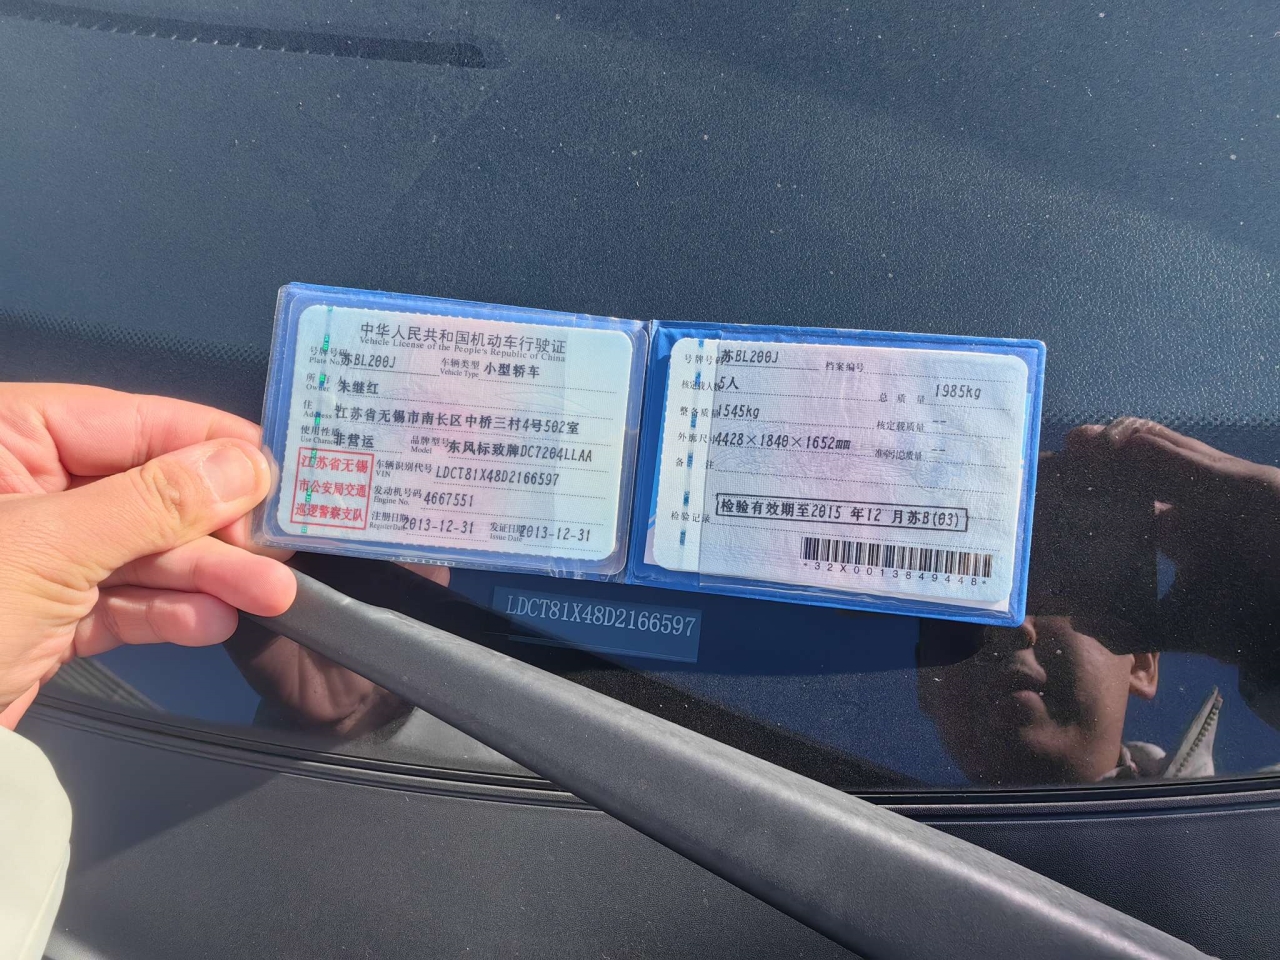 中华人民共和国机动车行驶证
Vehicle License of the People's Republic of China
号牌号码 苏BL200J 车辆类型 小型轿车
Plate No. Vehicle Type
所有人 朱继红
Owner
住址 江苏省无锡市南长区中桥三村4号502室
Address
使用性质 非营运 品牌型号 东风标致牌DC7204LLAA
Use Character Model
江苏省无锡
市公安局交通
巡逻警察支队
车辆识别代号 LDCT81X48D2166597
VIN
发动机号码 4667551
Engine No.
注册日期 2013-12-31 发证日期 2013-12-31
Register Date Issue Date
号牌号码 苏BL200J 档案编号
核定载人数 5人 总质量 1985kg
整备质量 1545kg 核定载质量 --
外廓尺寸 4428×1840×1652mm 准牵引总质量 --
备注
检验记录 检验有效期至2015年12月苏B(03)
*32X0013849448*
LDCT81X48D2166597